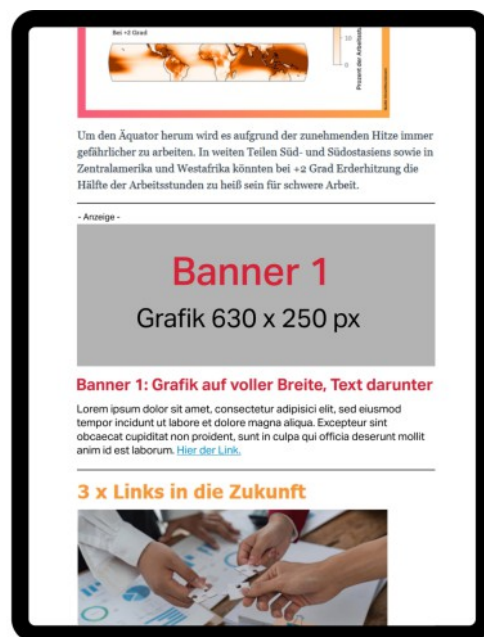 Bei +2 Grad
10
0
Prozent der Arbeitsstu
Um den Äquator herum wird es aufgrund der zunehmenden Hitze immer
gefährlicher zu arbeiten. In weiten Teilen Süd- und Südostasiens sowie in
Zentralamerika und Westafrika könnten bei +2 Grad Erderhitzung die
Hälfte der Arbeitsstunden zu heiß sein für schwere Arbeit.
- Anzeige -
Banner 1
Grafik 630 x 250 px
Banner 1: Grafik auf voller Breite, Text darunter
Lorem ipsum dolor sit amet, consectetur adipisici elit, sed eiusmod
tempor incidunt ut labore et dolore magna aliqua. Excepteur sint
obcaecat cupiditat non proident, sunt in culpa qui officia deserunt mollit
anim id est laborum. Hier der Link.
3 x Links in die Zukunft